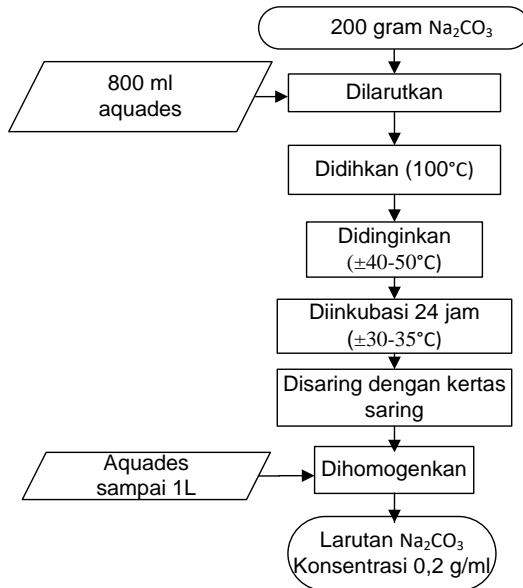 200 gram Na₂CO₃
800 ml
aquades
Dilarutkan
Didihkan (100°C)
Didinginkan
(±40-50°C)
Diinkubasi 24 jam
(±30-35°C)
Disaring dengan kertas
saring
Aquades
sampai 1L
Dihomogenkan
Larutan Na₂CO₃
Konsentrasi 0,2 g/ml